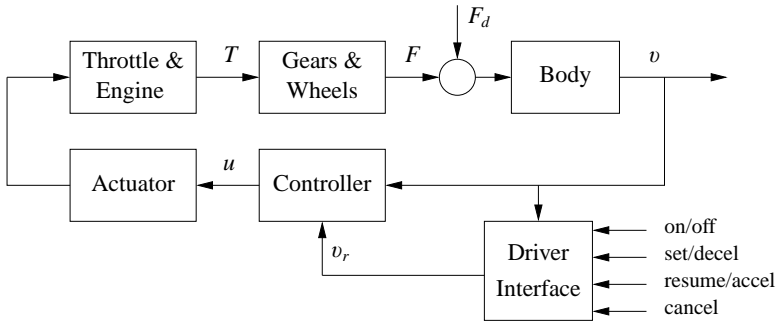 F_d
Throttle &
Engine
T
Gears &
Wheels
F
Body
v
Actuator
u
Controller
v_r
Driver
Interface
on/off
set/decel
resume/accel
cancel